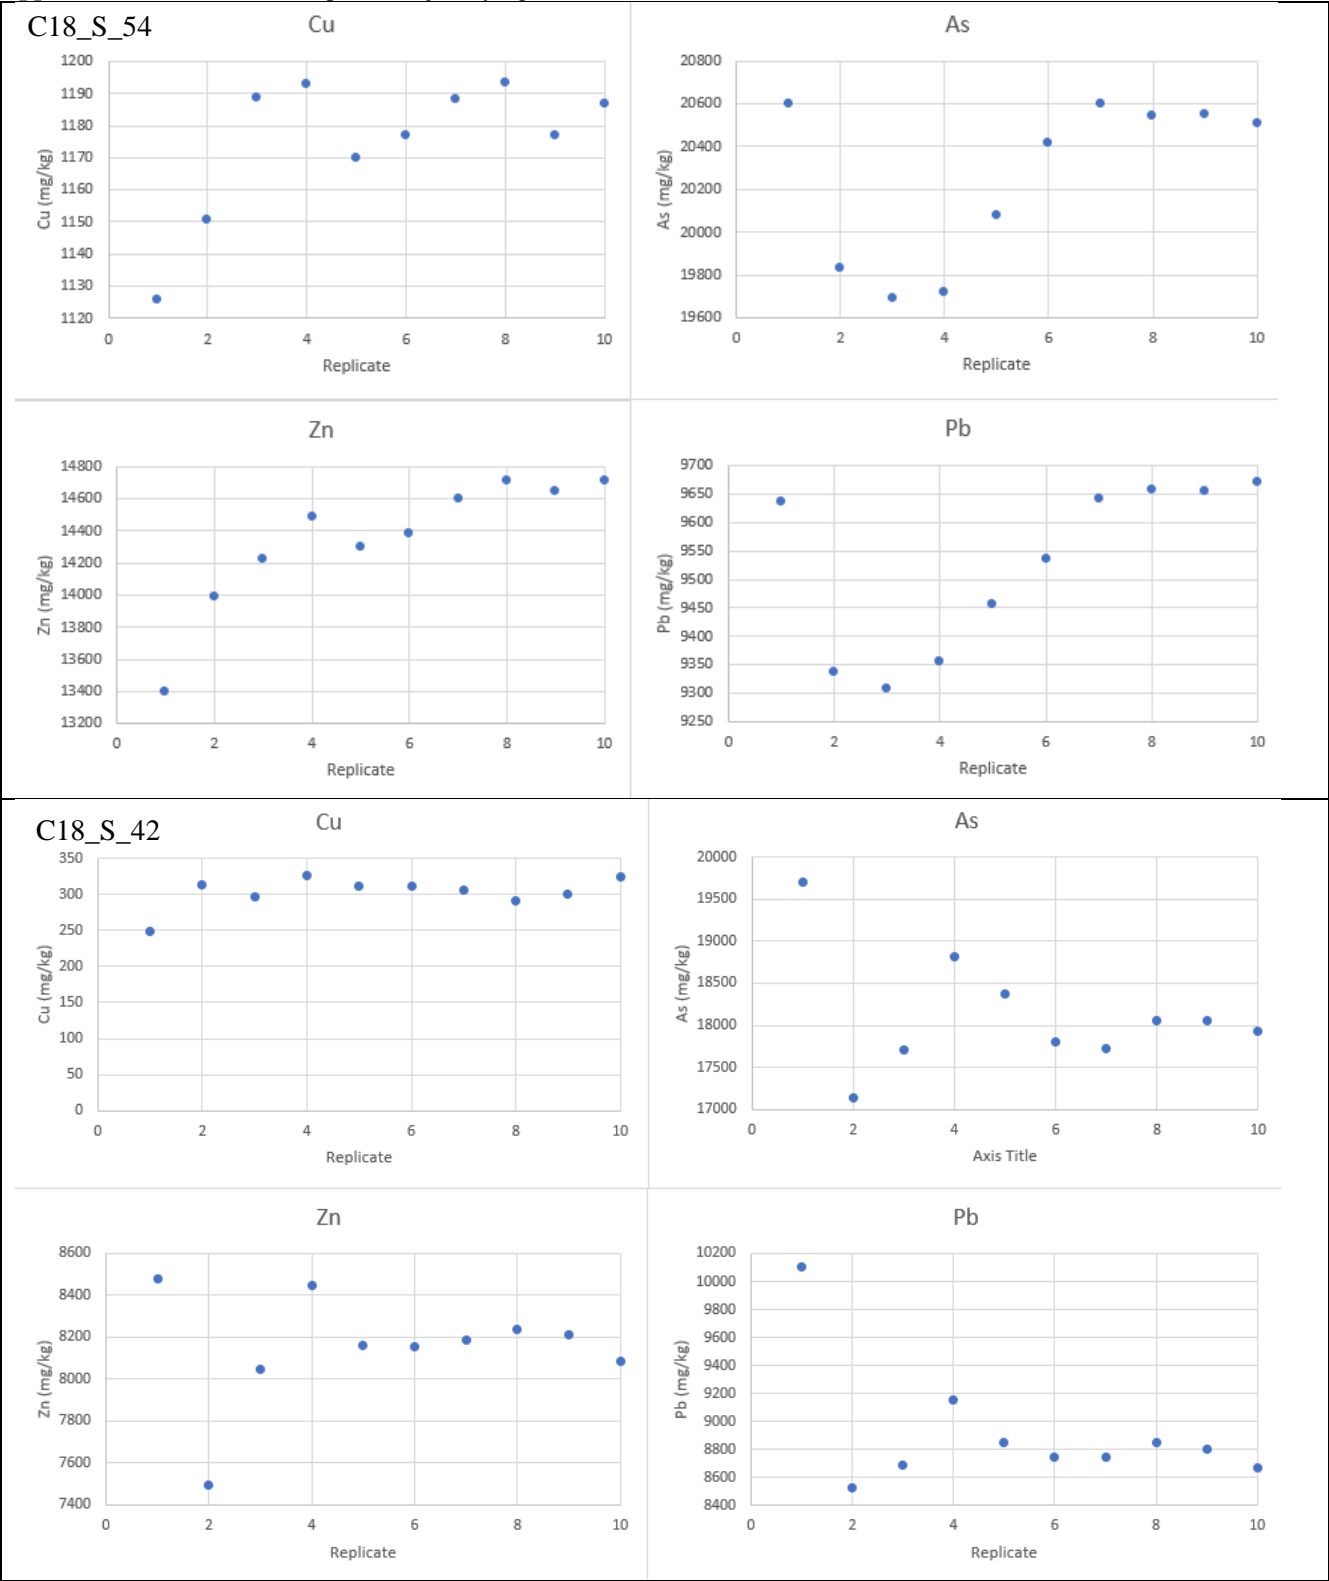 C18_S_54
Cu
Cu (mg/kg)
1200
1190
1180
1170
1160
1150
1140
1130
1120
0 2 4 6 8 10
Replicate
As
As (mg/kg)
20800
20600
20400
20200
20000
19800
19600
0 2 4 6 8 10
Replicate
Zn
Zn (mg/kg)
14800
14600
14400
14200
14000
13800
13600
13400
13200
0 2 4 6 8 10
Replicate
Pb
Pb (mg/kg)
9700
9650
9600
9550
9500
9450
9400
9350
9300
9250
0 2 4 6 8 10
Replicate
C18_S_42
Cu
Cu (mg/kg)
350
300
250
200
150
100
50
0
0 2 4 6 8 10
Replicate
As
As (mg/kg)
20000
19500
19000
18500
18000
17500
17000
0 2 4 6 8 10
Axis Title
Zn
Zn (mg/kg)
8600
8400
8200
8000
7800
7600
7400
0 2 4 6 8 10
Replicate
Pb
Pb (mg/kg)
10200
10000
9800
9600
9400
9200
9000
8800
8600
8400
0 2 4 6 8 10
Replicate